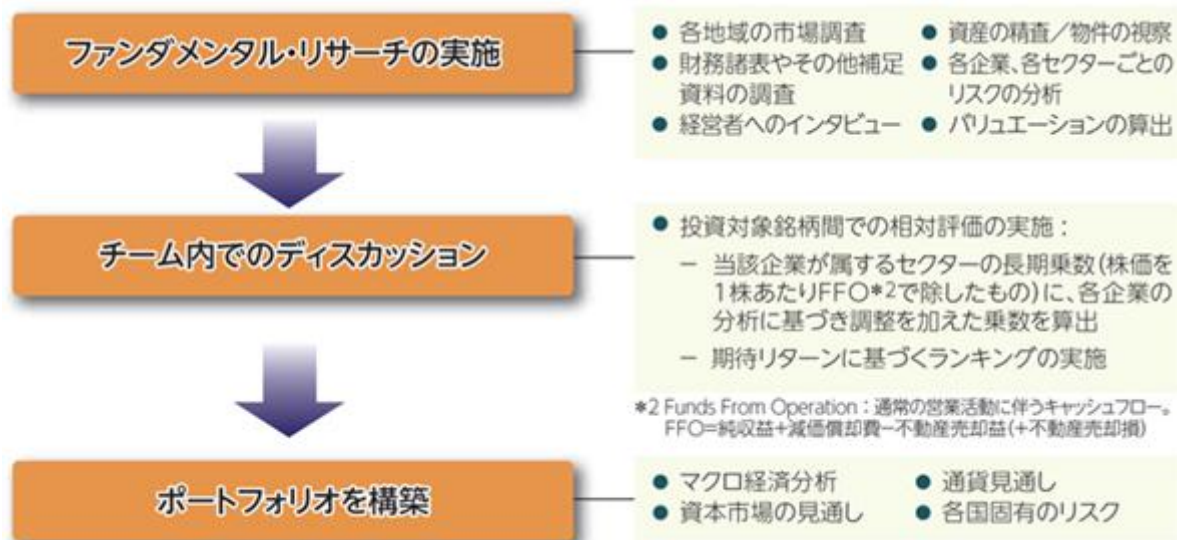 ファンダメンタル・リサーチの実施
● 各地域の市場調査
● 財務諸表やその他補足
資料の調査
● 経営者へのインタビュー
● 資産の精査／物件の視察
● 各企業、各セクターごとの
リスクの分析
● バリュエーションの算出
チーム内でのディスカッション
● 投資対象銘柄間での相対評価の実施：
－ 当該企業が属するセクターの長期乗数(株価を
1株あたりFFO*2で除したもの)に、各企業の
分析に基づき調整を加えた乗数を算出
－ 期待リターンに基づくランキングの実施
*2 Funds From Operation：通常の営業活動に伴うキャッシュフロー。
FFO=純収益+減価償却費−不動産売却益(+不動産売却損)
ポートフォリオを構築
● マクロ経済分析
● 資本市場の見通し
● 通貨見通し
● 各国固有のリスク